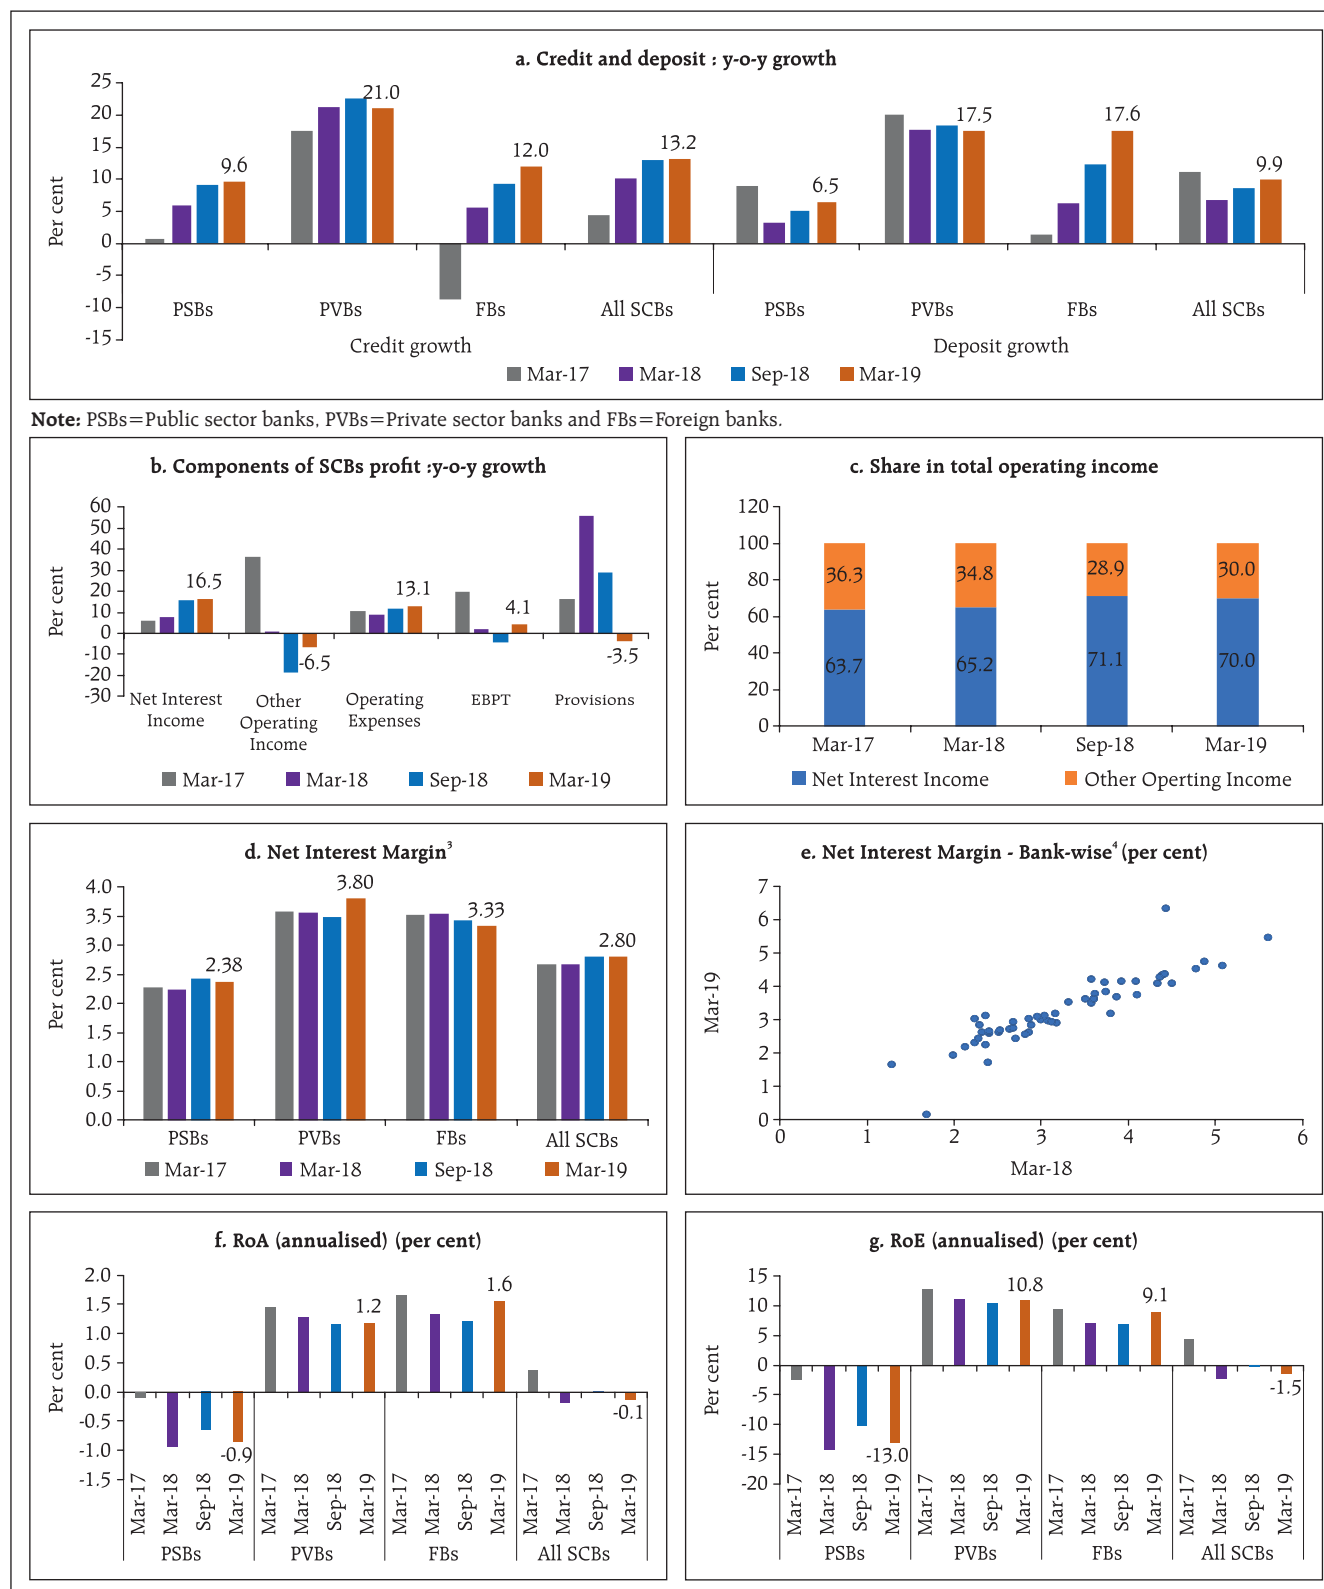 a. Credit and deposit : y-o-y growth
25
20
15
10
5
0
-5
-10
-15
Per cent
9.6
21.0
12.0
13.2
6.5
17.5
17.6
9.9
PSBs PVBs FBs All SCBs PSBs PVBs FBs All SCBs
Credit growth Deposit growth
Mar-17 Mar-18 Sep-18 Mar-19
Note: PSBs=Public sector banks, PVBs=Private sector banks and FBs=Foreign banks.
b. Components of SCBs profit :y-o-y growth
60
50
40
30
20
10
0
-10
-20
-30
Per cent
16.5
-6.5
13.1
4.1
-3.5
Net Interest Income
Other Operating Income
Operating Expenses
EBPT
Provisions
Mar-17 Mar-18 Sep-18 Mar-19
c. Share in total operating income
120
100
80
60
40
20
0
Per cent
36.3 34.8 28.9 30.0
63.7 65.2 71.1 70.0
Mar-17 Mar-18 Sep-18 Mar-19
Net Interest Income Other Operting Income
d. Net Interest Margin3
4.0
3.5
3.0
2.5
2.0
1.5
1.0
0.5
0.0
Per cent
2.38
3.80
3.33
2.80
PSBs PVBs FBs All SCBs
Mar-17 Mar-18 Sep-18 Mar-19
e. Net Interest Margin - Bank-wise4 (per cent)
7
6
5
4
3
2
1
0
Mar-19
0 1 2 3 4 5 6
Mar-18
f. RoA (annualised) (per cent)
2.0
1.5
1.0
0.5
0.0
-0.5
-1.0
-1.5
Per cent
-0.9
1.2
1.6
-0.1
Mar-17 Mar-18 Sep-18 Mar-19 Mar-17 Mar-18 Sep-18 Mar-19 Mar-17 Mar-18 Sep-18 Mar-19 Mar-17 Mar-18 Sep-18 Mar-19
PSBs PVBs FBs All SCBs
g. RoE (annualised) (per cent)
15
10
5
0
-5
-10
-15
-20
Per cent
-13.0
10.8
9.1
-1.5
Mar-17 Mar-18 Sep-18 Mar-19 Mar-17 Mar-18 Sep-18 Mar-19 Mar-17 Mar-18 Sep-18 Mar-19 Mar-17 Mar-18 Sep-18 Mar-19
PSBs PVBs FBs All SCBs